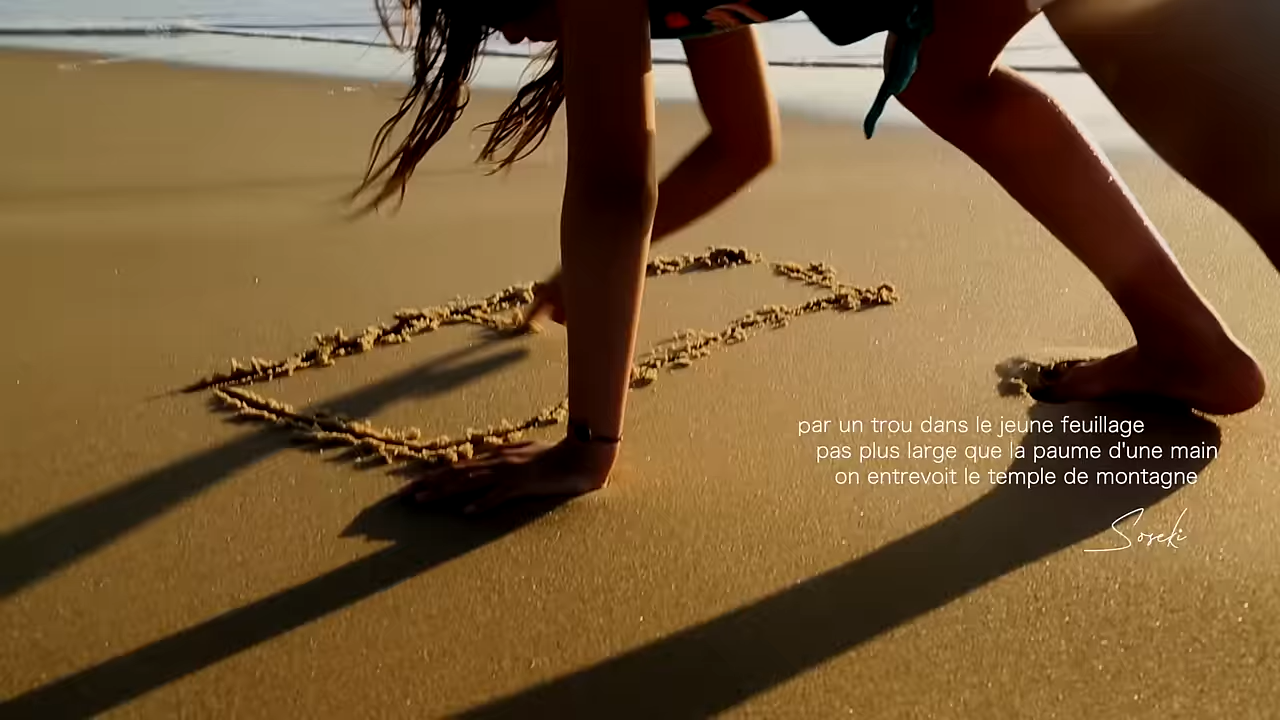 par un trou dans le jeune feuillage
pas plus large que la paume d'une main
on entrevoit le temple de montagne
Soseki